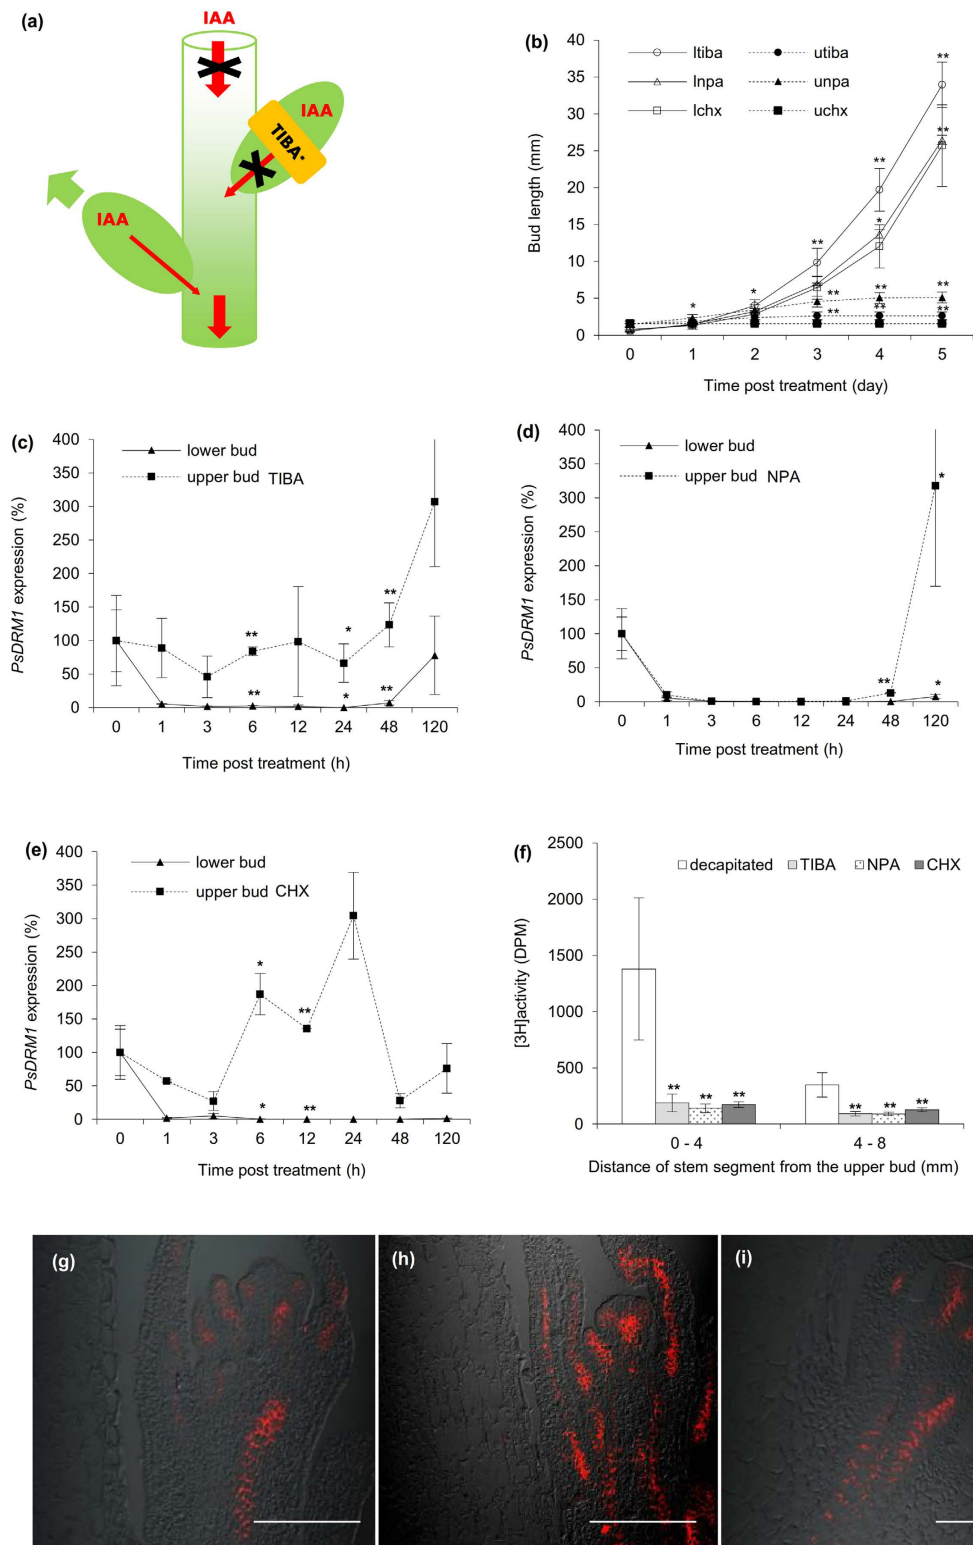 (a)
IAA
IAA
TIBA*
IAA
(b)
Bud length (mm)
40
35
30
25
20
15
10
5
0
ltiba
utiba
lnpa
unpa
lchx
uchx
*
*
**
**
**
*
**
**
**
**
**
**
**
0 1 2 3 4 5
Time post treatment (day)
(c)
PsDRM1 expression (%)
400
350
300
250
200
150
100
50
0
lower bud
upper bud TIBA
**
*
**
**
*
**
0 1 3 6 12 24 48 120
Time post treatment (h)
(d)
PsDRM1 expression (%)
400
350
300
250
200
150
100
50
0
lower bud
upper bud NPA
*
**
*
0 1 3 6 12 24 48 120
Time post treatment (h)
(e)
PsDRM1 expression (%)
400
350
300
250
200
150
100
50
0
lower bud
upper bud CHX
*
**
*
**
0 1 3 6 12 24 48 120
Time post treatment (h)
(f)
[3H]activity (DPM)
2500
2000
1500
1000
500
0
decapitated TIBA NPA CHX
** ** **
** ** **
0 - 4 4 - 8
Distance of stem segment from the upper bud (mm)
(g)
(h)
(i)